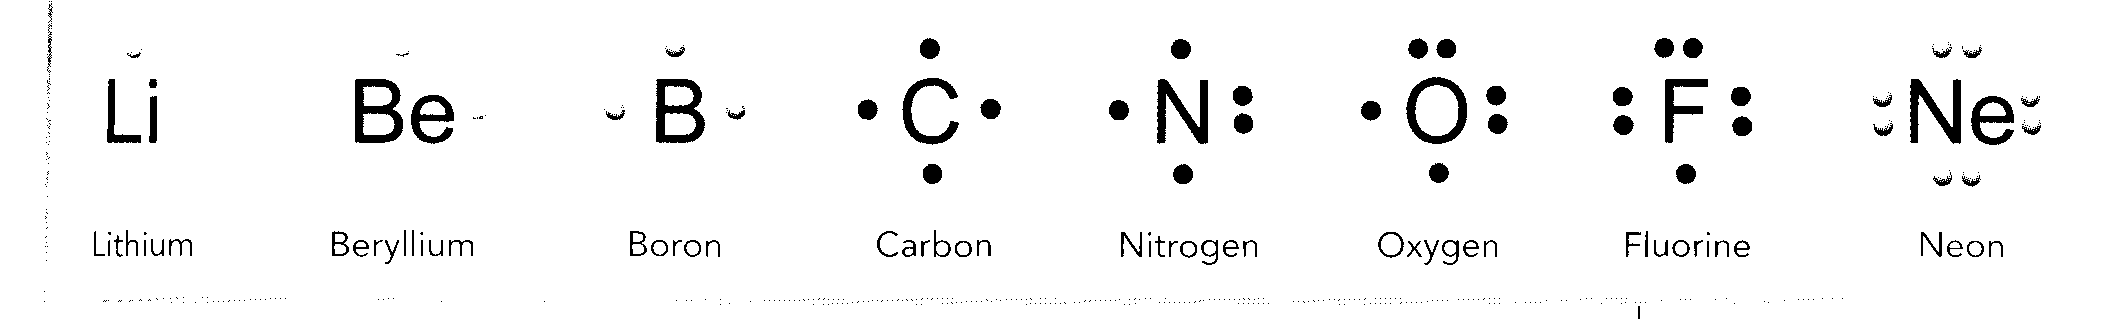 Li Be B C N O F Ne
Lithium Beryllium Boron Carbon Nitrogen Oxygen Fluorine Neon